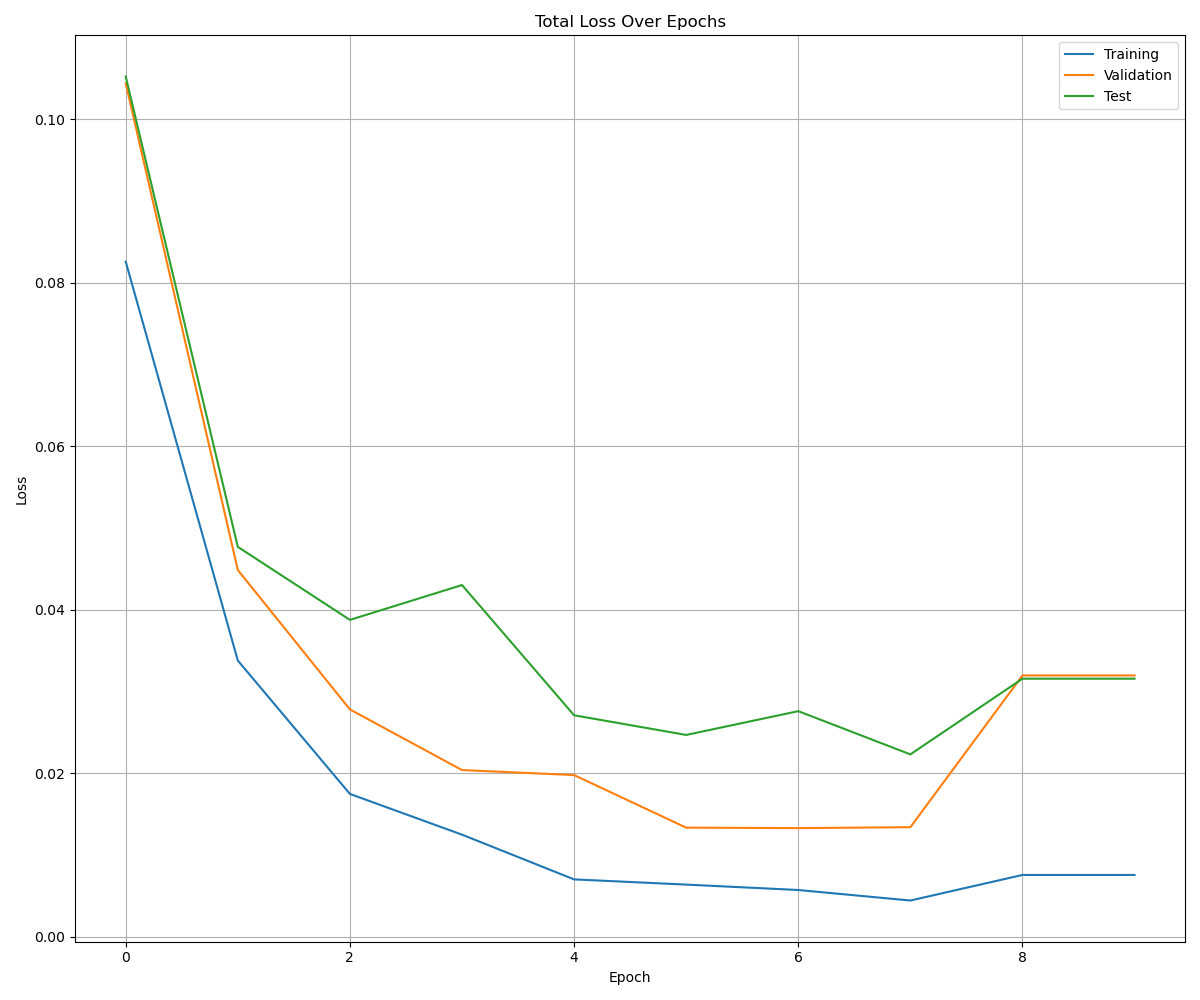 Total Loss Over Epochs
Training
Validation
Test
0.10
0.08
0.06
0.04
0.02
0.00
Loss
0 2 4 6 8
Epoch